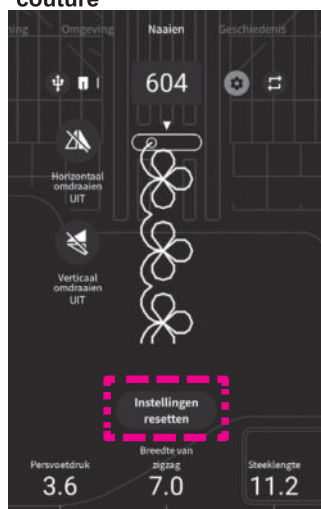 couture
Omgeving Naaien Geschiedenis
604
Horizontaal
omdraaien
UIT
Verticaal
omdraaien
UIT
Instellingen
resetten
Persvoetdruk Breedte van
zigzag Steeklengte
3.6 7.0 11.2